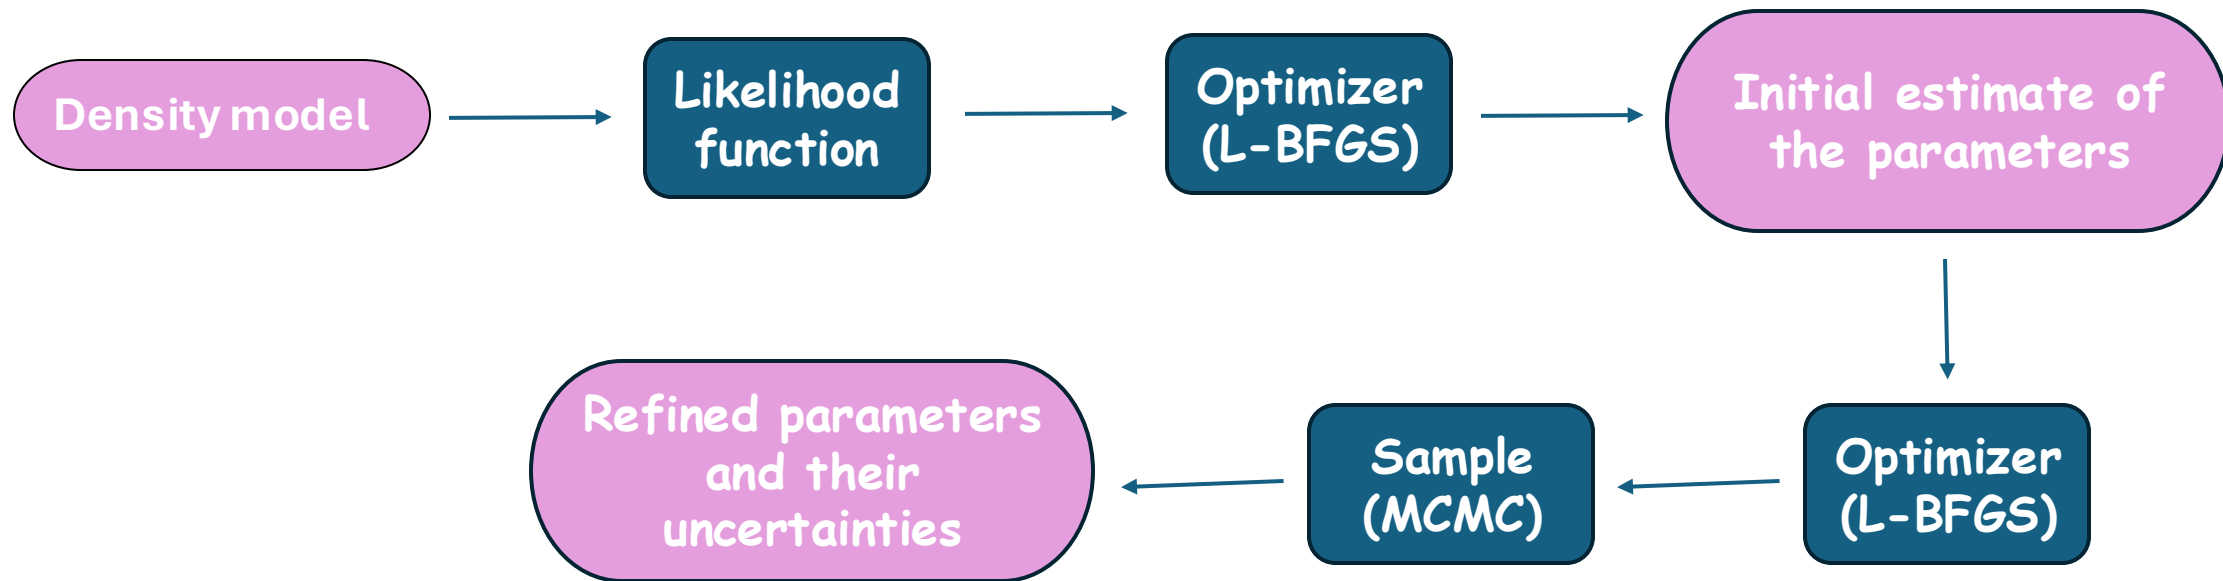 Density model
Likelihood
function
Optimizer
(L-BFGS)
Initial estimate of
the parameters
Optimizer
(L-BFGS)
Sample
(MCMC)
Refined parameters
and their
uncertainties